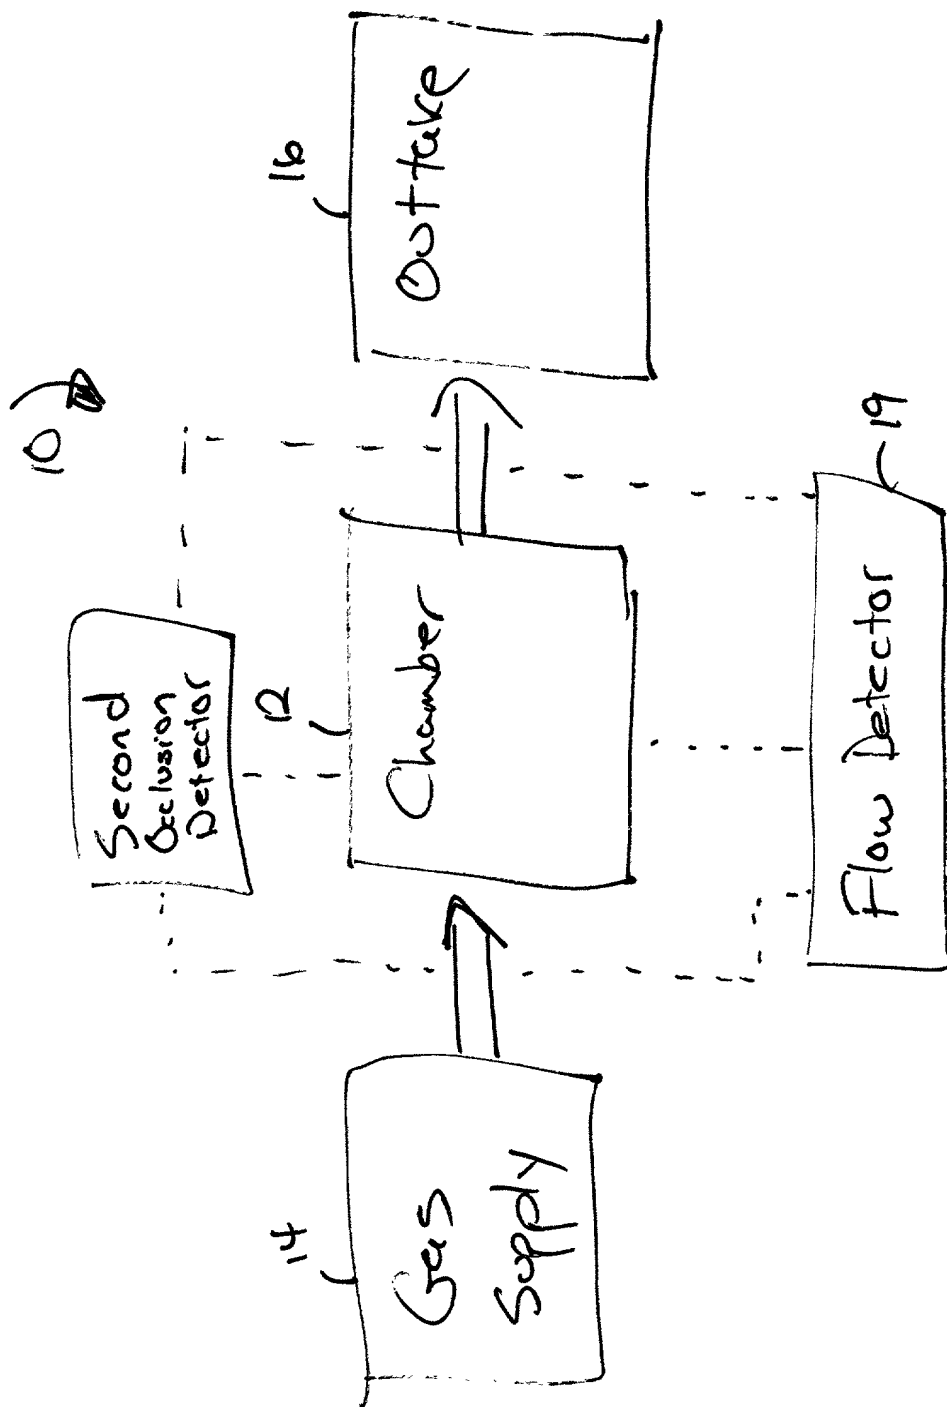 10
Second
Occlusion
Detector
14
12
16
Gas
Supply
Chamber
Outtake
Flow Detector
19